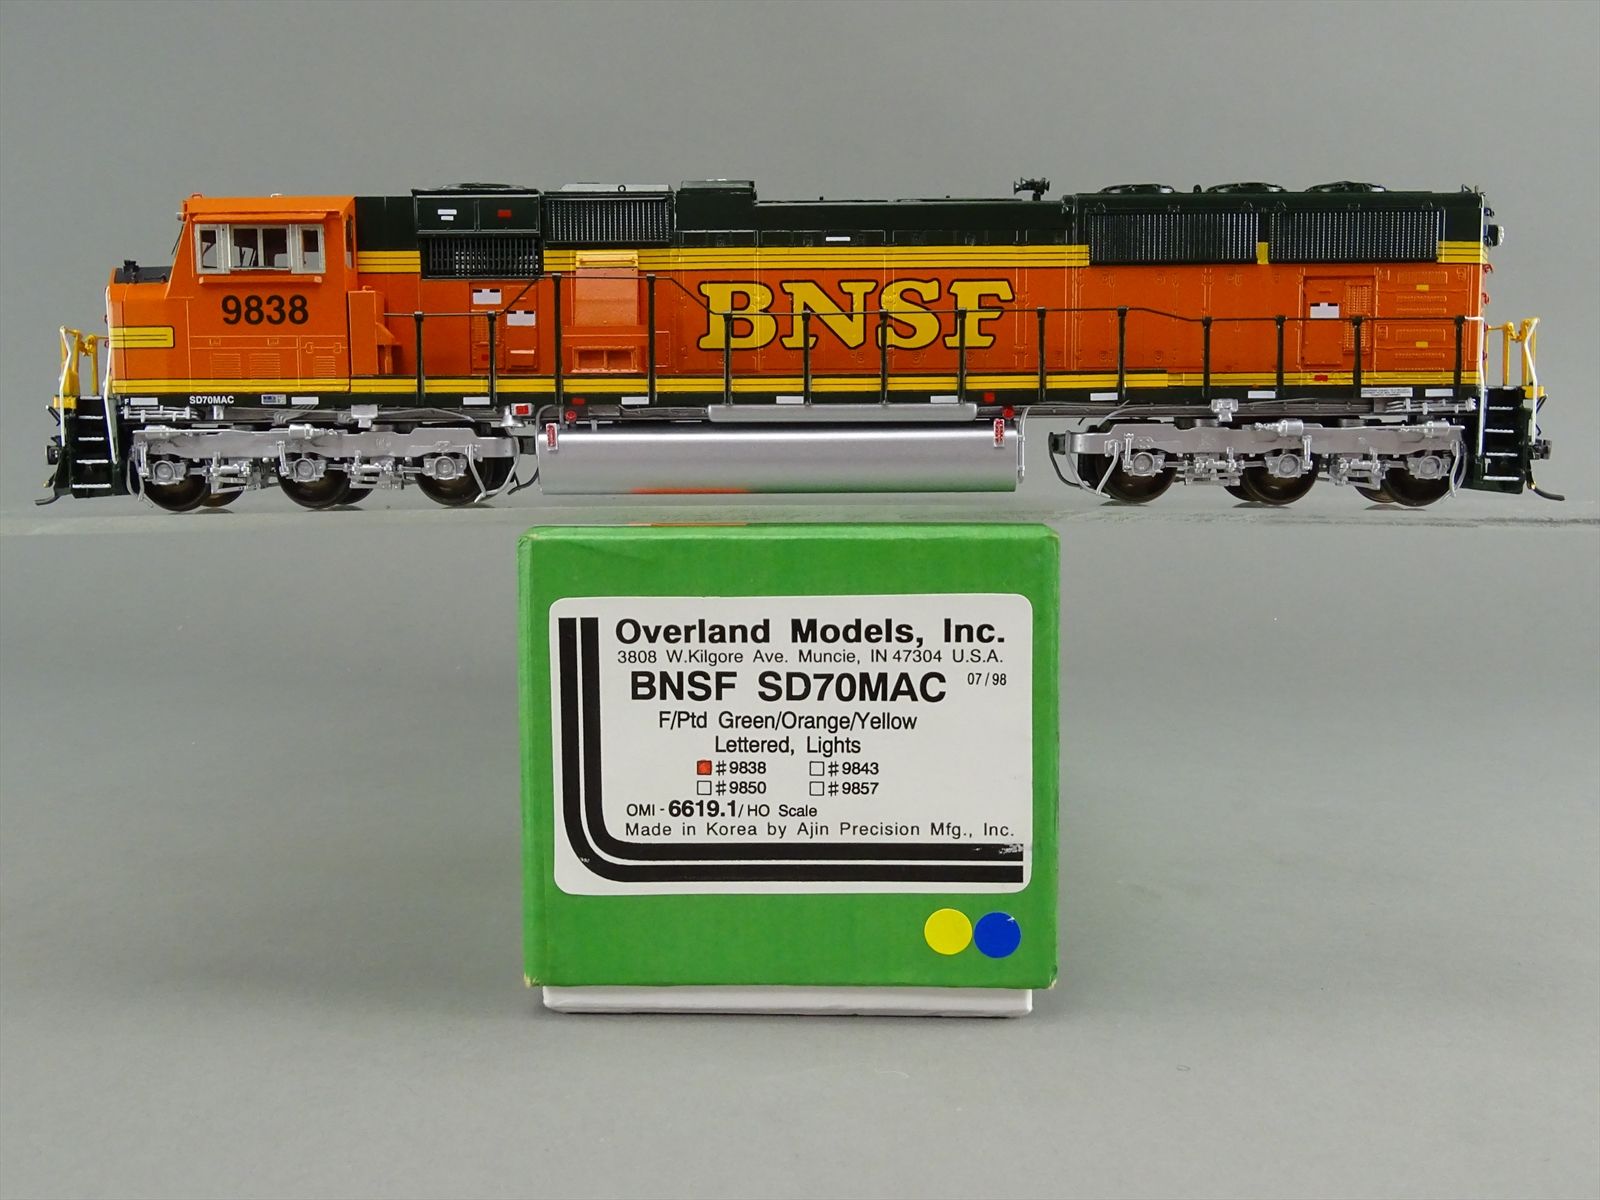 9838
BNSF
F
SD70MAC
Overland Models, Inc.
3808 W.Kilgore Ave. Muncie, IN 47304 U.S.A.
BNSF SD70MAC 07/98
F/Ptd Green/Orange/Yellow
Lettered, Lights
#9838 #9843
#9850 #9857
OMI - 6619.1/HO Scale
Made in Korea by Ajin Precision Mfg., Inc.